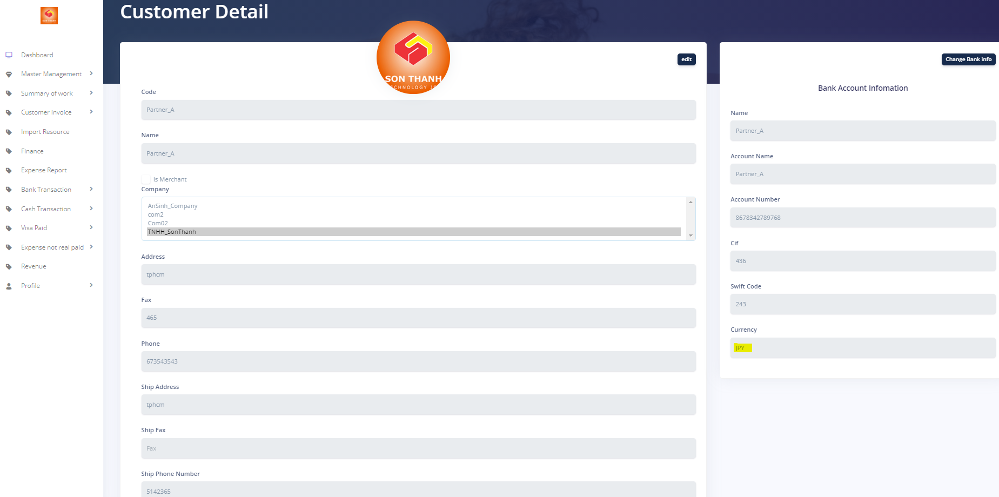 Customer Detail
SON THANH
Dashboard
Master Management
Summary of work
Customer invoice
Import Resource
Finance
Expense Report
Bank Transaction
Cash Transaction
Visa Paid
Expense not real paid
Revenue
Profile
SON THANH
edit
Code
Partner_A
Name
Partner_A
Is Merchant
Company
AnSinh_Company
com2
Com02
TNHH_SonThanh
Address
tphcm
Fax
465
Phone
673543543
Ship Address
tphcm
Ship Fax
Fax
Ship Phone Number
5142365
Change Bank info
Bank Account Infomation
Name
Partner_A
Account Name
Partner_A
Account Number
8678342789768
Cif
436
Swift Code
243
Currency
JPY